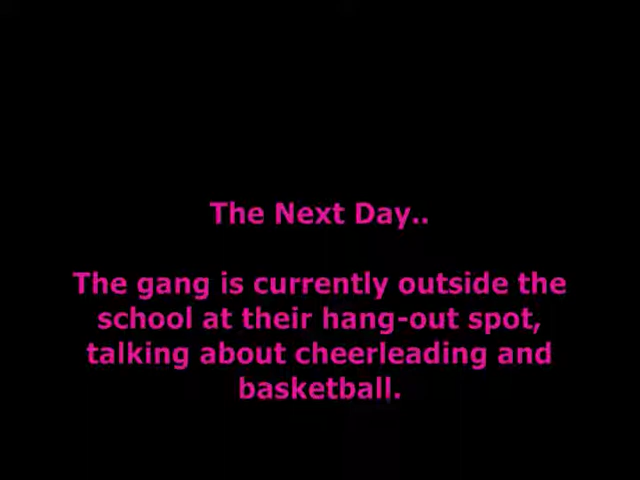 The Next Day..
The gang is currently outside the
school at their hang-out spot,
talking about cheerleading and
basketball.